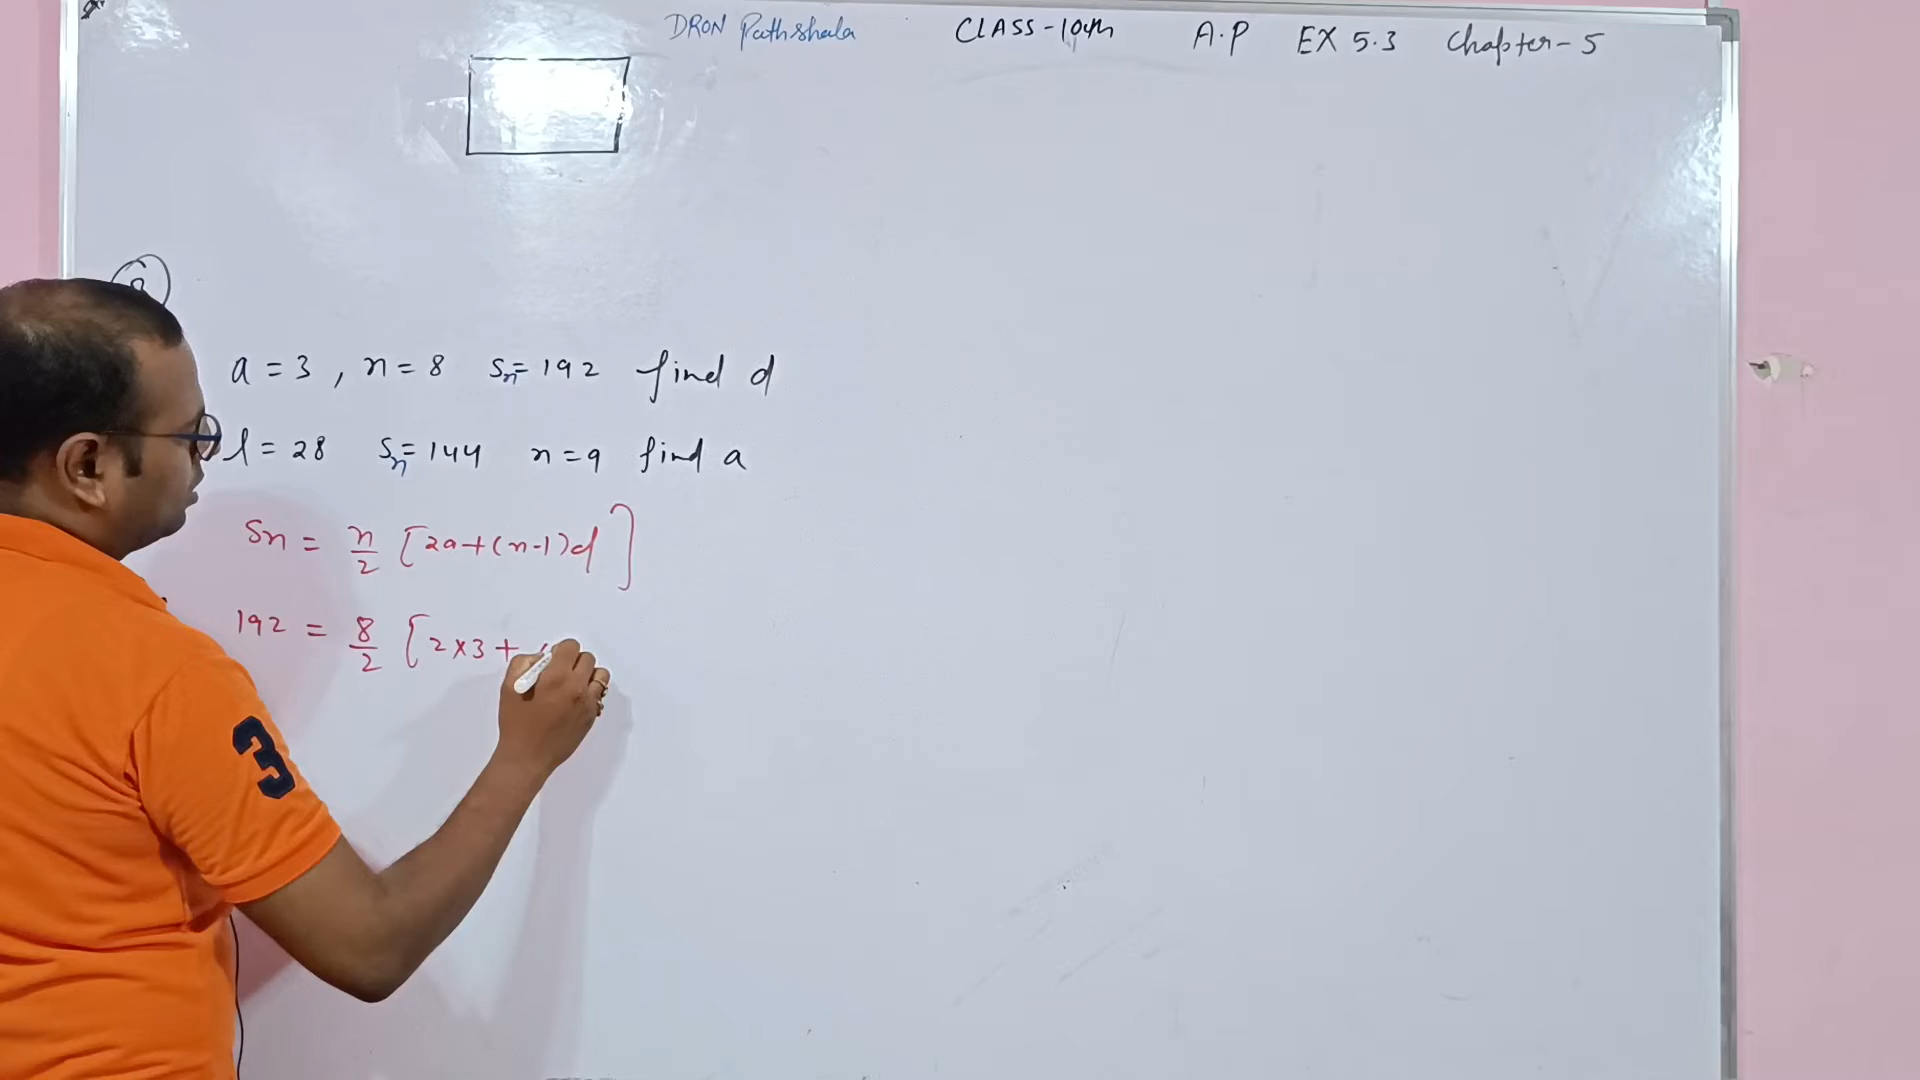 DRON Pathshala CLASS-10th A.P EX 5.3 Chapter-5
a = 3 , n = 8 Sn = 192 find d
l = 28 Sn = 144 n = 9 find a
Sn = n/2 [2a+(n-1)d]
192 = 8/2 [2×3+
3